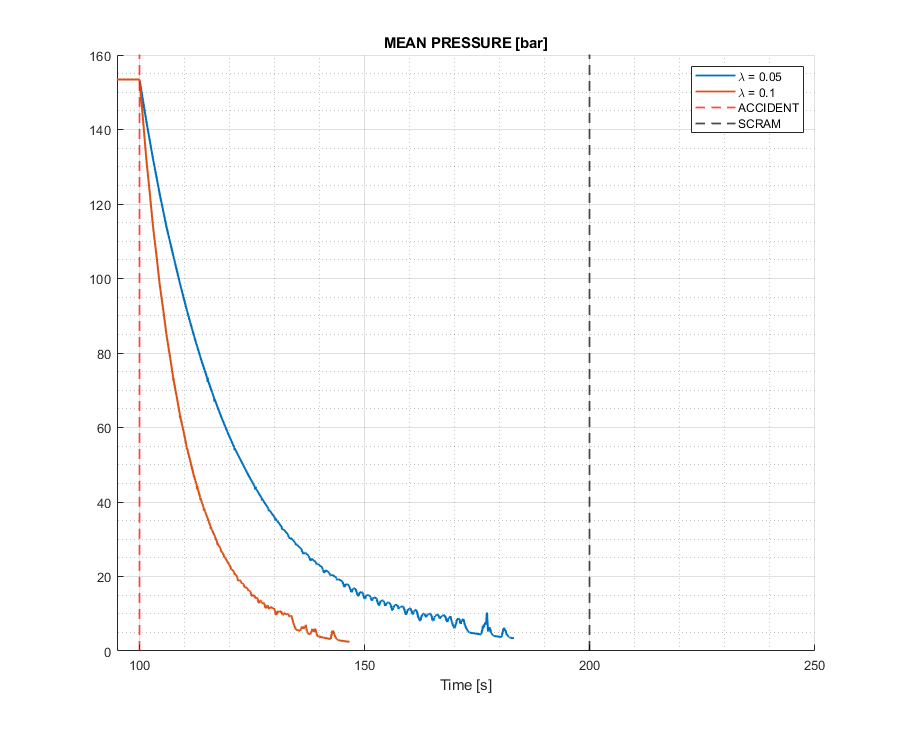 MEAN PRESSURE [bar]
160
140
120
100
80
60
40
20
0
λ = 0.05
λ = 0.1
ACCIDENT
SCRAM
100
150
200
250
Time [s]